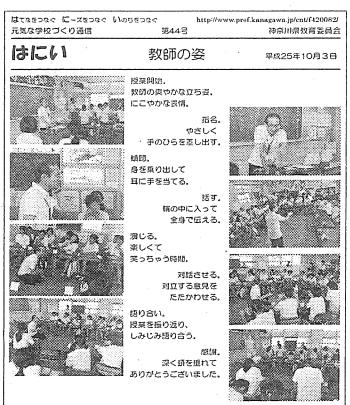 はてなをつなぐ にーズをつなぐ いのちをつなぐ
http://www.pref.kanagawa.jp/cnt/f420082/
元気な学校づくり通信 第44号 神奈川県教育委員会
はにい 教師の姿 平成25年10月3日
授業開始。
教師の爽やかな立ち姿。
にこやかな表情。
指名。
やさしく
手のひらを差し出す。
傾聴。
身を乗り出して
耳に手を当てる。
話す。
輪の中に入って
全身で伝える。
演じる。
楽しくて
笑っちゃう時間。
対話させる。
対立する意見を
たたかわせる。
語り合い。
授業を振り返り、
しみじみ語り合う。
感謝。
深く頭を垂れて
ありがとうございました。